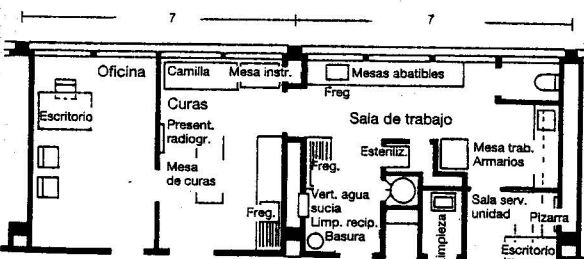 7
7
Oficina
Camilla
Mesa instr.
Mesas abatibles
Freg
Curas
Escritorio
Sala de trabajo
Present.
radiogr.
Esteriliz.
Mesa trab.
Armarios
Mesa
de curas
Freg.
Vert. agua
sucia
Limp. recip.
Basura
Freg.
Limpieza
Sala serv.
unidad
Pizarra
Escritorio